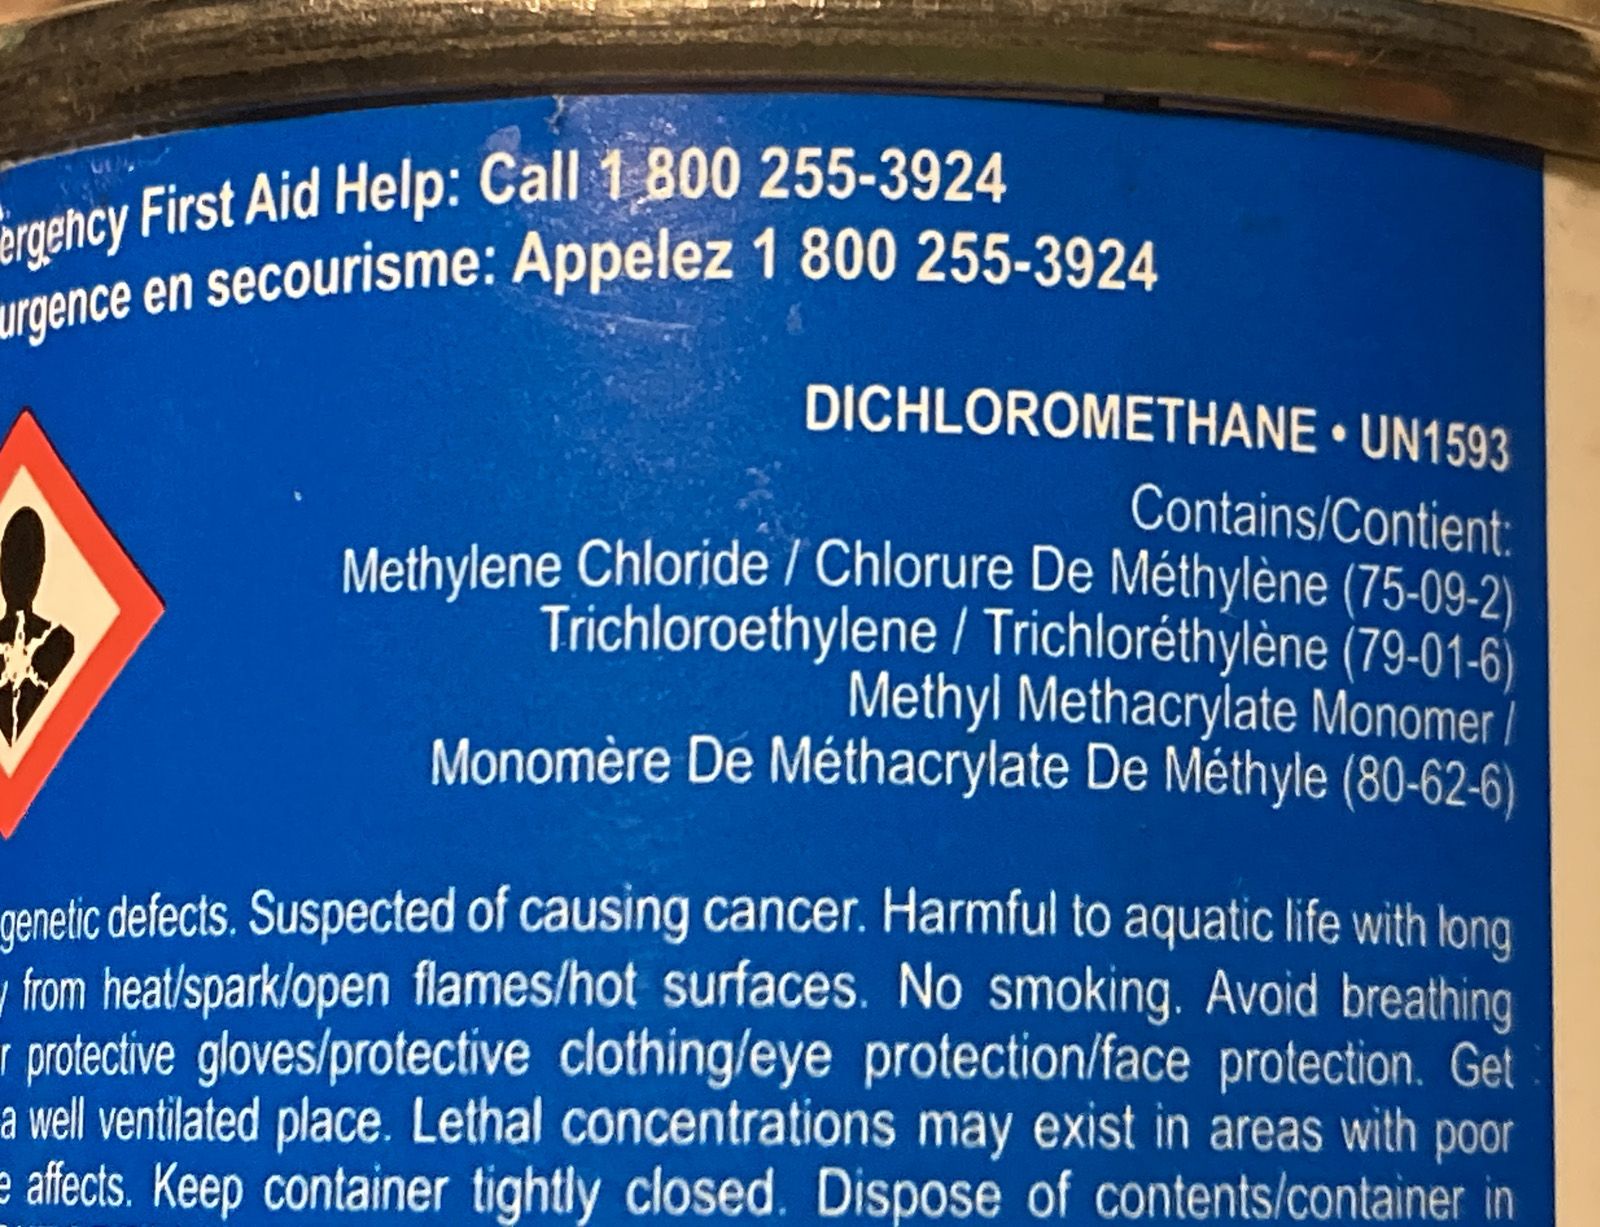 ergency First Aid Help: Call 1 800 255-3924
urgence en secourisme: Appelez 1 800 255-3924
DICHLOROMETHANE • UN1593
Contains/Contient:
Methylene Chloride / Chlorure De Méthylène (75-09-2)
Trichloroethylene / Trichloréthylène (79-01-6)
Methyl Methacrylate Monomer /
Monomère De Méthacrylate De Méthyle (80-62-6)
genetic defects. Suspected of causing cancer. Harmful to aquatic life with long
y from heat/spark/open flames/hot surfaces. No smoking. Avoid breathing
r protective gloves/protective clothing/eye protection/face protection. Get
a well ventilated place. Lethal concentrations may exist in areas with poor
e affects. Keep container tightly closed. Dispose of contents/container in